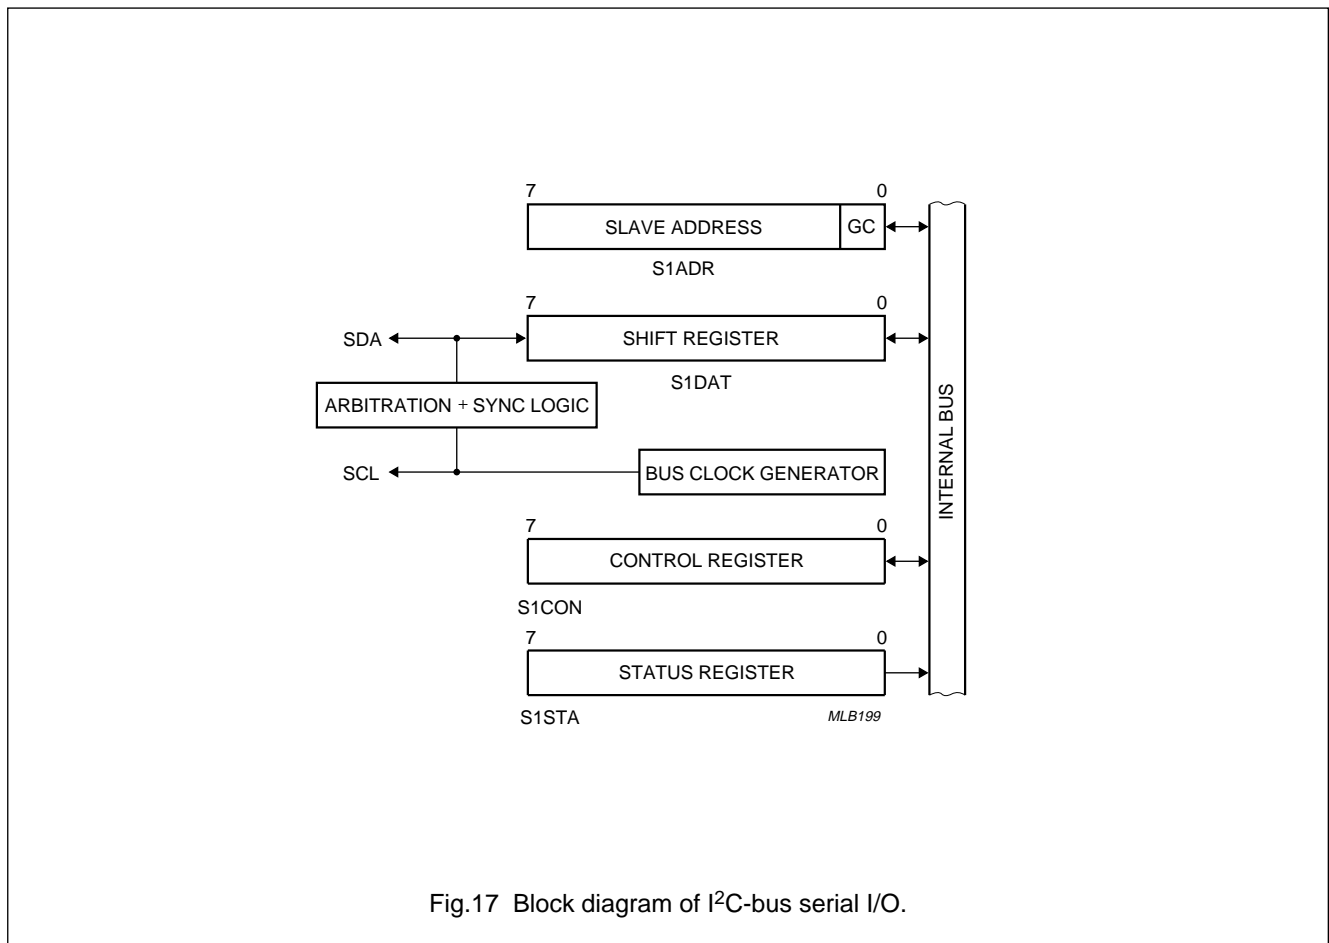 7 0
SLAVE ADDRESS GC
S1ADR
7 0
SDA SHIFT REGISTER
S1DAT
ARBITRATION + SYNC LOGIC
SCL BUS CLOCK GENERATOR
INTERNAL BUS
7 0
CONTROL REGISTER
S1CON
7 0
STATUS REGISTER
S1STA MLB199
Fig.17 Block diagram of I²C-bus serial I/O.